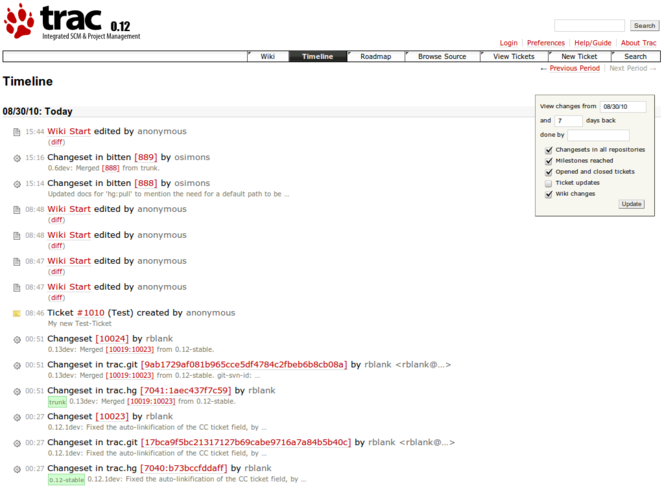 trac 0.12
Integrated SCM & Project Management
Search
Login Preferences Help/Guide About Trac
Wiki Timeline Roadmap Browse Source View Tickets New Ticket Search
← Previous Period Next Period →
Timeline
08/30/10: Today
View changes from 08/30/10
and 7 days back
done by
Changesets in all repositories
Milestones reached
Opened and closed tickets
Ticket updates
Wiki changes
Update
15:44 Wiki Start edited by anonymous
(diff)
15:16 Changeset in bitten [889] by osimons
0.6dev: Merged [888] from trunk.
15:14 Changeset in bitten [888] by osimons
Updated docs for 'hg:pull' to mention the need for a default path to be …
08:48 Wiki Start edited by anonymous
(diff)
08:48 Wiki Start edited by anonymous
(diff)
08:47 Wiki Start edited by anonymous
(diff)
08:47 Wiki Start edited by anonymous
(diff)
08:46 Ticket #1010 (Test) created by anonymous
My new Test-Ticket
00:51 Changeset [10024] by rblank
0.13dev: Merged [10019:10023] from 0.12-stable.
00:51 Changeset in trac.git [9ab1729af081b965cce5df4784c2fbeb6b8cb08a] by rblank <rblank@…>
0.13dev: Merged [10019:10023] from 0.12-stable. git-svn-id: …
00:51 Changeset in trac.hg [7041:1aec437f7c59] by rblank
trunk 0.13dev: Merged [10019:10023] from 0.12-stable.
00:27 Changeset [10023] by rblank
0.12.1dev: Fixed the auto-linkification of the CC ticket field, by …
00:27 Changeset in trac.git [17bca9f5bc21317127b69cabe9716a7a84b5b40c] by rblank <rblank@…>
0.12.1dev: Fixed the auto-linkification of the CC ticket field, by …
00:27 Changeset in trac.hg [7040:b73bccfddaff] by rblank
0.12-stable 0.12.1dev: Fixed the auto-linkification of the CC ticket field, by …